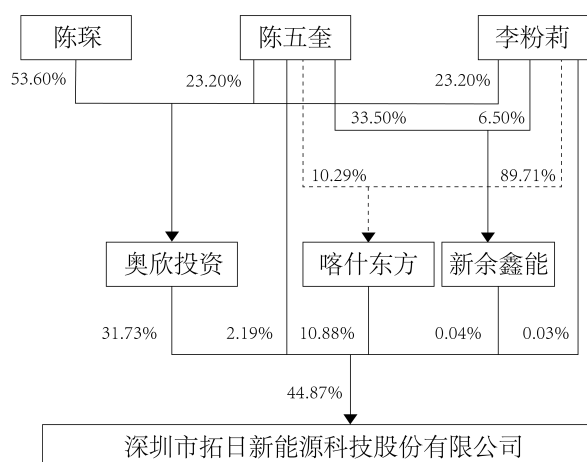 陈琛
陈五奎
李粉莉
53.60%
23.20%
23.20%
33.50%
6.50%
10.29%
89.71%
奥欣投资
喀什东方
新余鑫能
31.73%
2.19%
10.88%
0.04%
0.03%
44.87%
深圳市拓日新能源科技股份有限公司